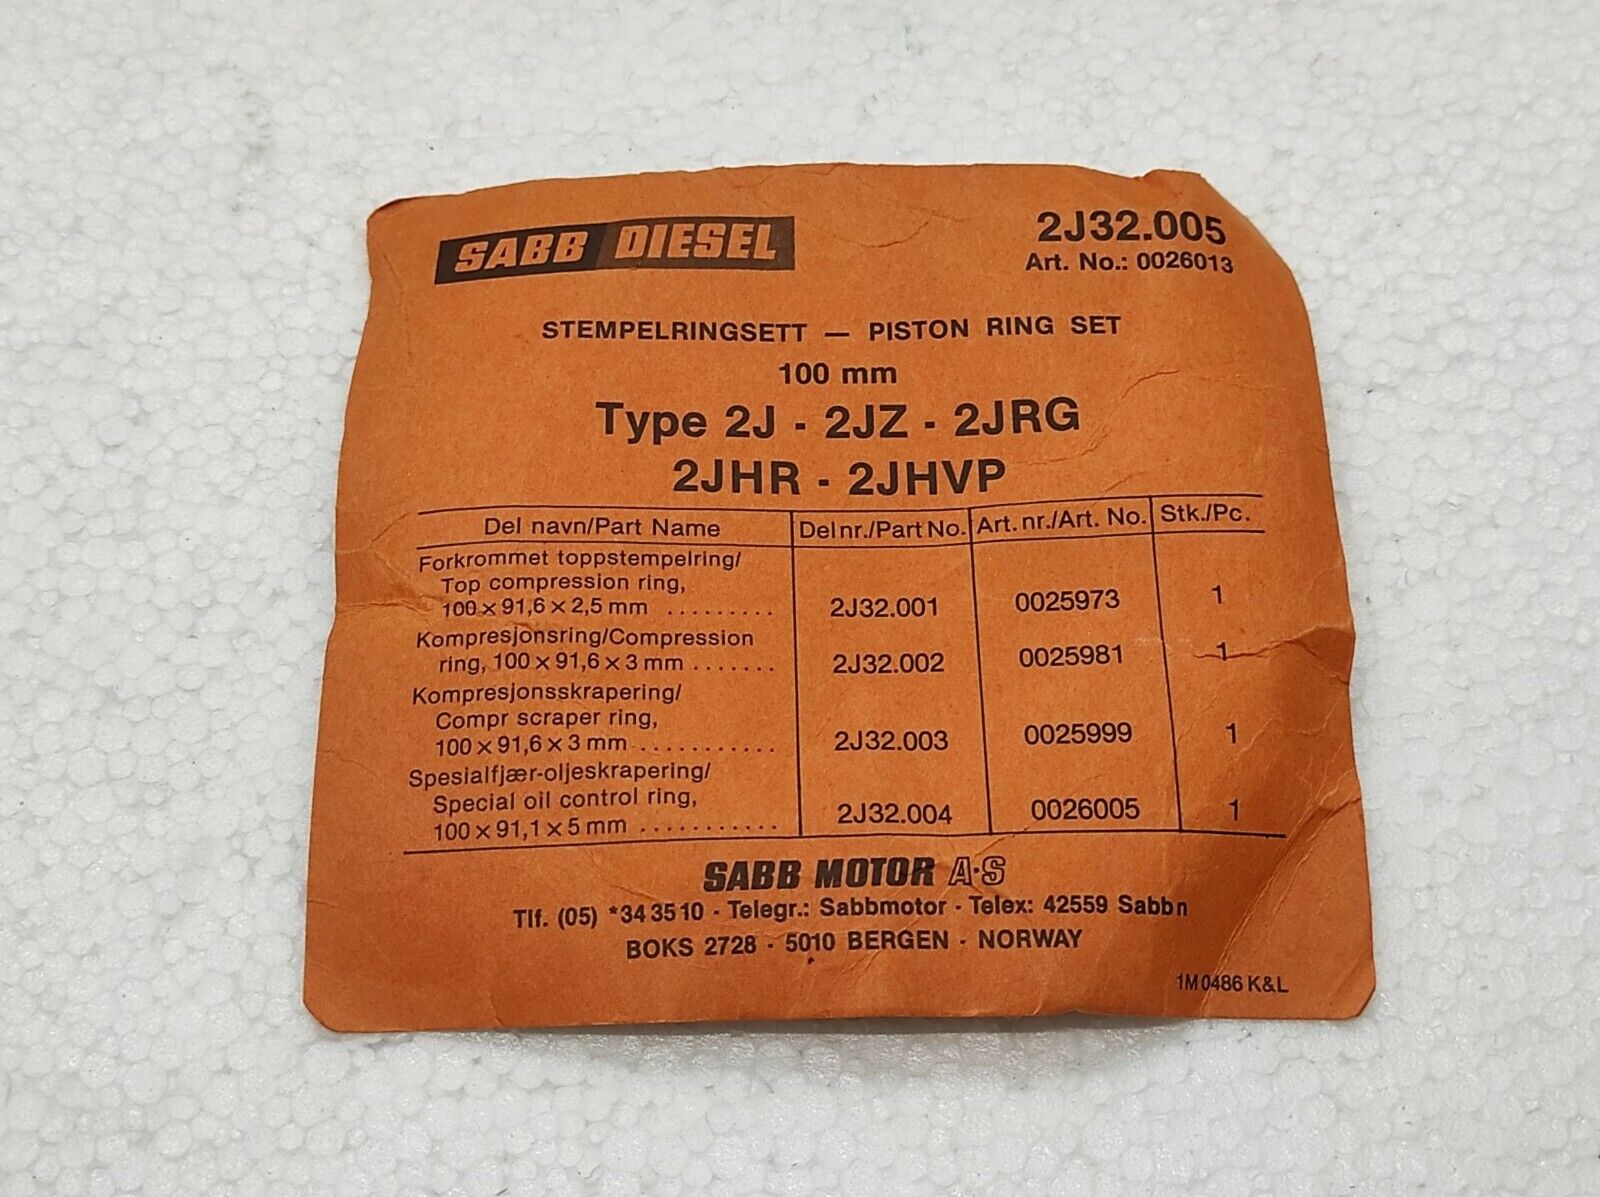 SABB DIESEL
2J32.005
Art. No.: 0026013
STEMPELRINGSETT — PISTON RING SET
100 mm
Type 2J - 2JZ - 2JRG
2JHR - 2JHVP
Del navn/Part Name Delnr./Part No. Art. nr./Art. No. Stk./Pc.
Forkrommet toppstempelring/
Top compression ring,
100 x 91,6 x 2,5 mm ......... 2J32.001 0025973 1
Kompresjonsring/Compression
ring, 100 x 91,6 x 3 mm ....... 2J32.002 0025981 1
Kompresjonsskrapering/
Compr scraper ring,
100 x 91,6 x 3 mm ........... 2J32.003 0025999 1
Spesialfjær-oljeskrapering/
Special oil control ring,
100 x 91,1 x 5 mm ........... 2J32.004 0026005 1
SABB MOTOR A·S
Tlf. (05) *34 35 10 - Telegr.: Sabbmotor - Telex: 42559 Sabb n
BOKS 2728 - 5010 BERGEN - NORWAY
1M 0486 K&L